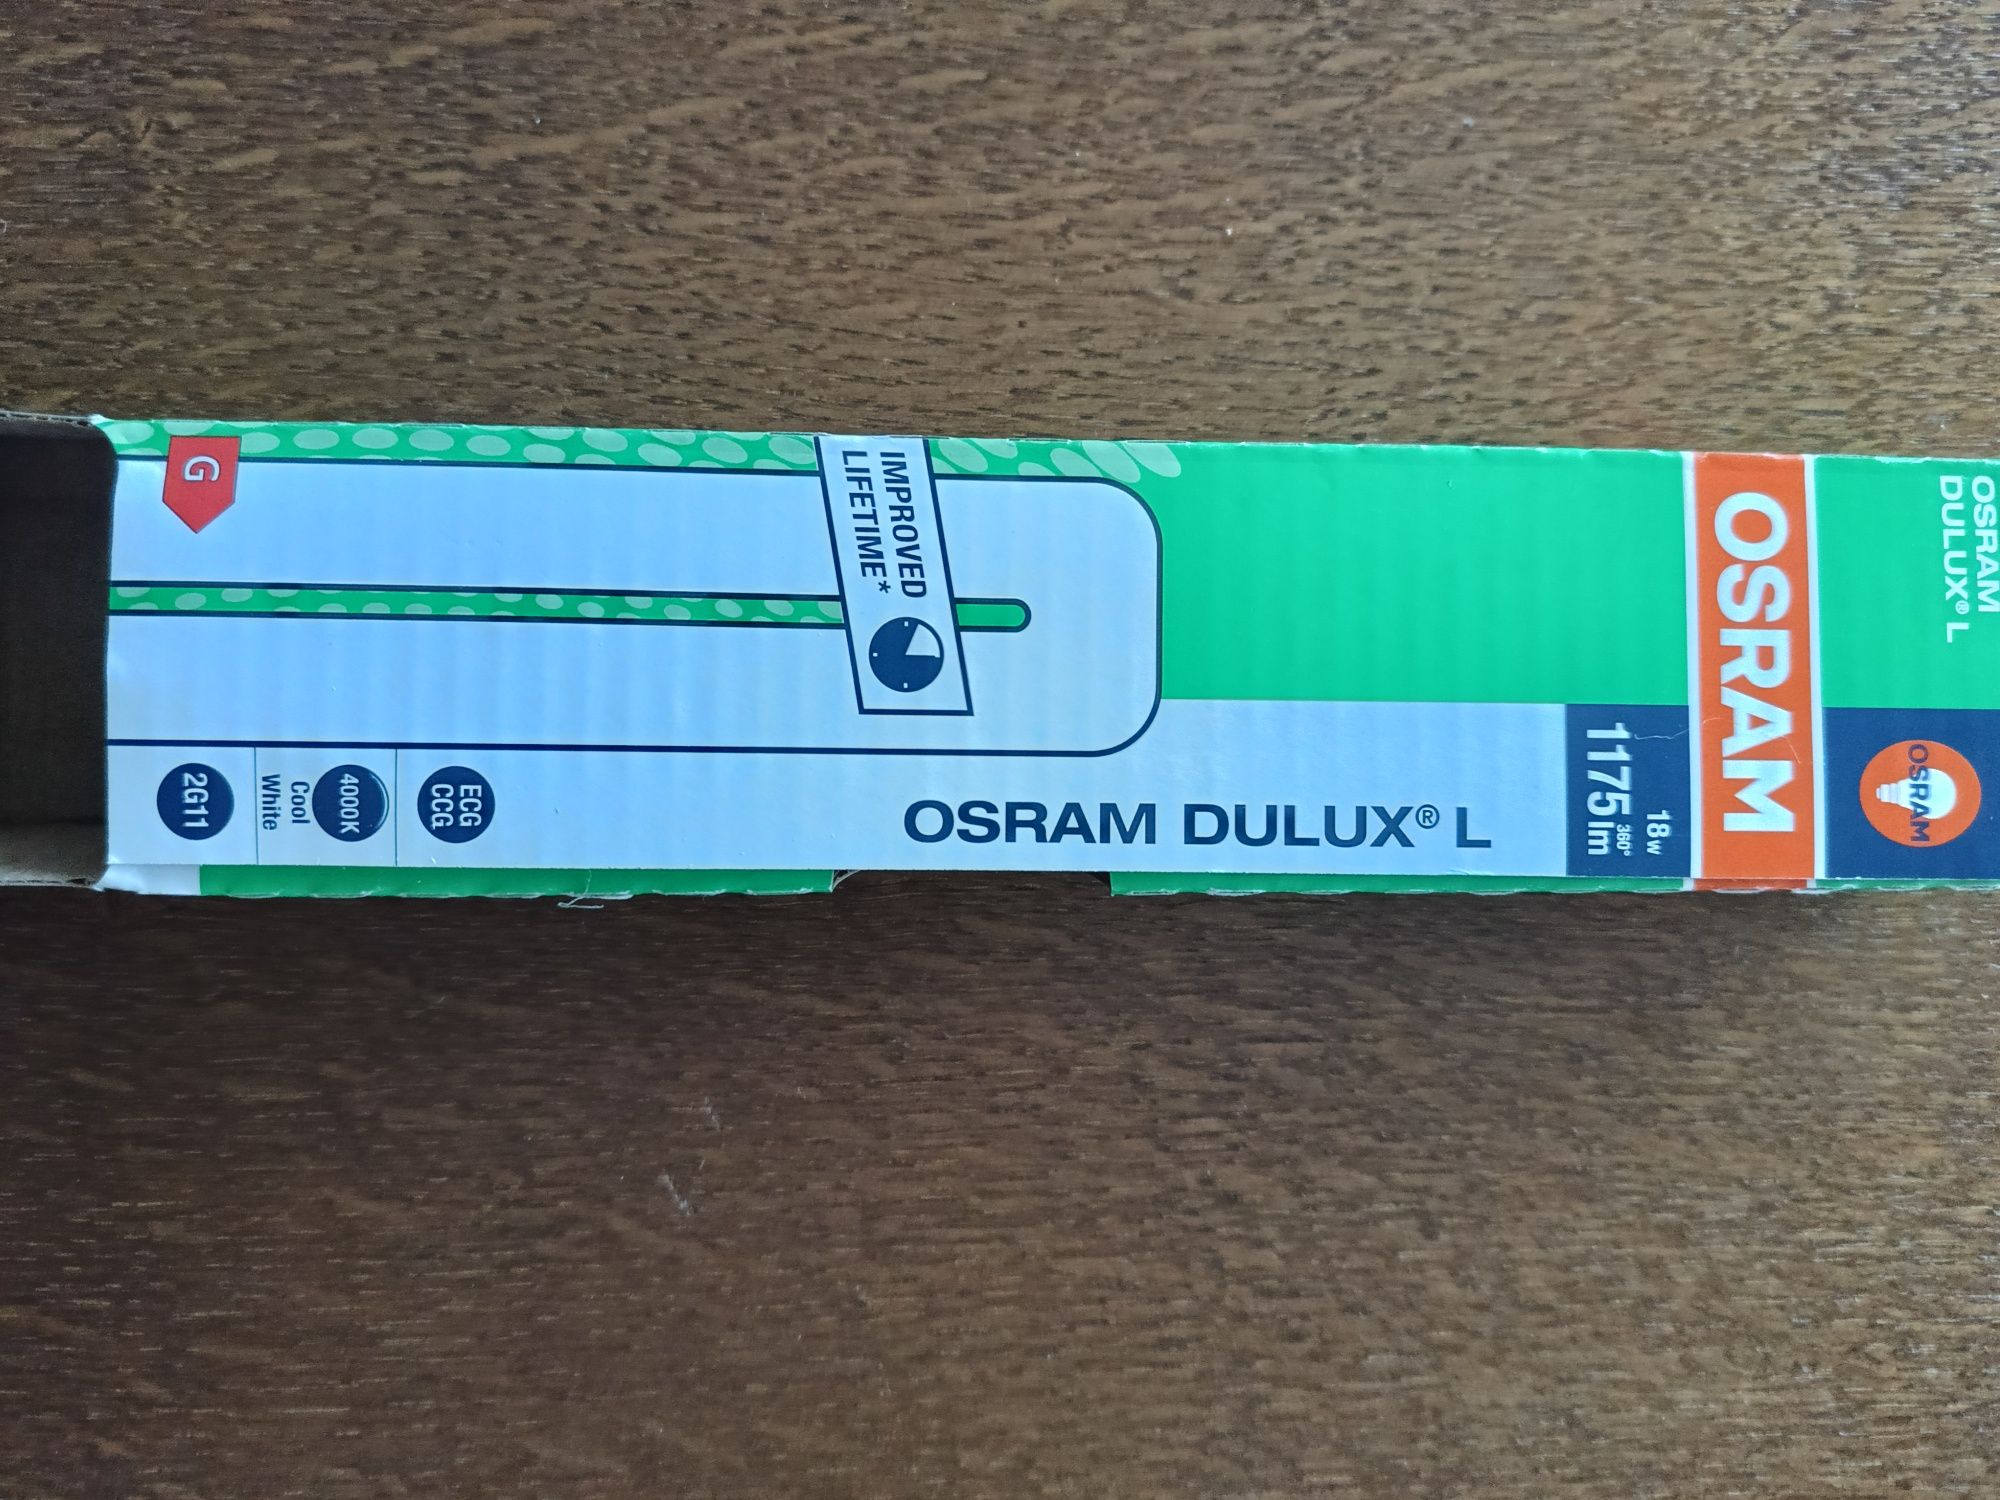 OSRAM
DULUX® L
OSRAM
OSRAM
18w
360°
1175 lm
OSRAM DULUX® L
IMPROVED
LIFETIME*
ECG
CCG
4000K
Cool
White
2G11
G